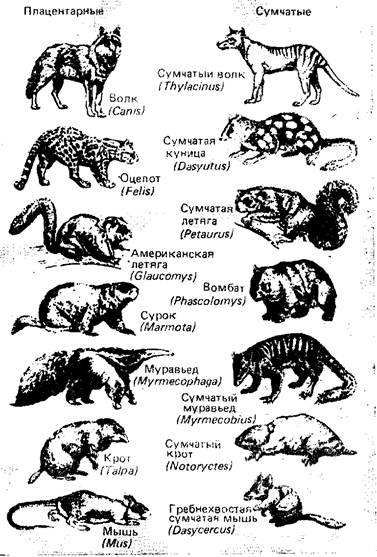 Плацентарные
Сумчатые
Волк
(Canis)
Сумчатый волк
(Thylacinus)
Оцелот
(Felis)
Сумчатая
куница
(Dasyutus)
Американская
летяга
(Glaucomys)
Сумчатая
летяга
(Petaurus)
Сурок
(Marmota)
Вомбат
(Phascolomys)
Муравьед
(Myrmecophaga)
Сумчатый
муравьед
(Myrmecobius)
Крот
(Talpa)
Сумчатый
крот
(Notoryctes)
Мышь
(Mus)
Гребнехвостая
сумчатая мышь
(Dasycercus)